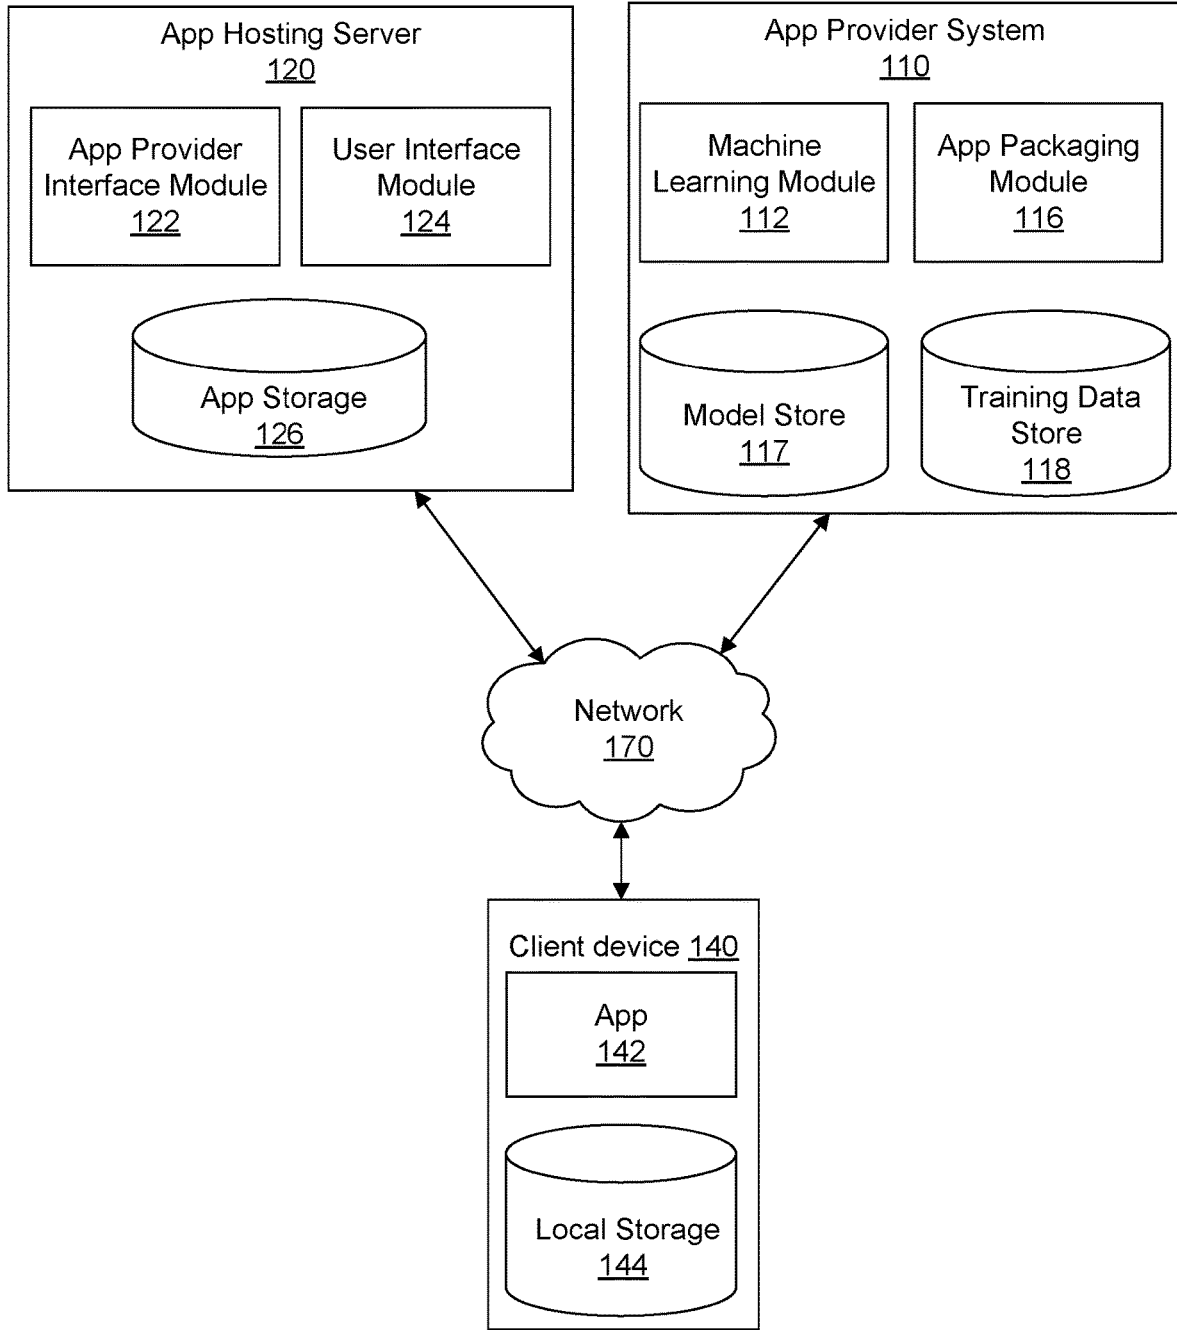 App Hosting Server
120
App Provider
Interface Module
122
User Interface
Module
124
App Storage
126
App Provider System
110
Machine
Learning Module
112
App Packaging
Module
116
Model Store
117
Training Data
Store
118
Network
170
Client device 140
App
142
Local Storage
144